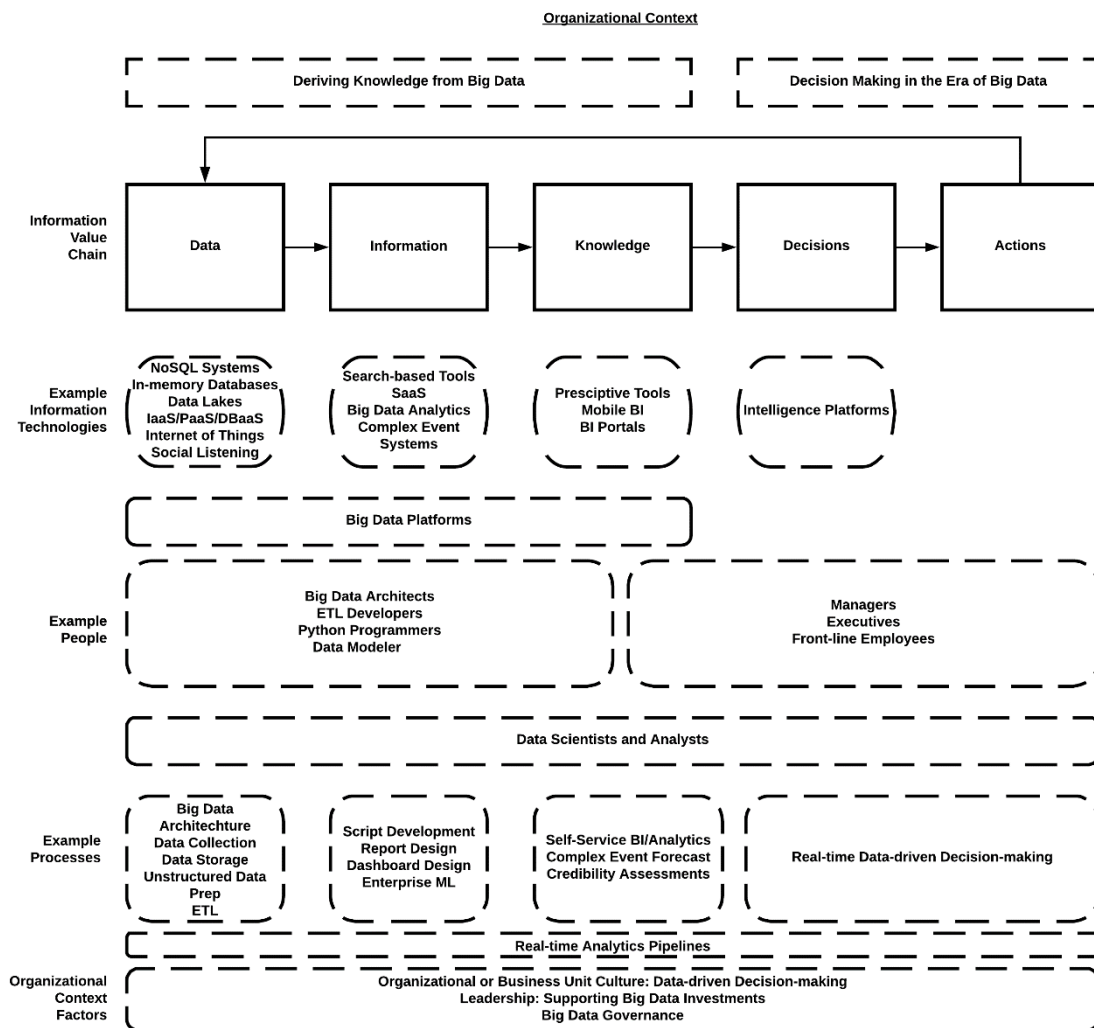 Organizational Context
Deriving Knowledge from Big Data
Decision Making in the Era of Big Data
Information
Value
Chain
Data
Information
Knowledge
Decisions
Actions
Example
Information
Technologies
NoSQL Systems
In-memory Databases
Data Lakes
IaaS/PaaS/DBaaS
Internet of Things
Social Listening
Search-based Tools
SaaS
Big Data Analytics
Complex Event
Systems
Presciptive Tools
Mobile BI
BI Portals
Intelligence Platforms
Big Data Platforms
Example
People
Big Data Architects
ETL Developers
Python Programmers
Data Modeler
Managers
Executives
Front-line Employees
Data Scientists and Analysts
Example
Processes
Big Data
Architechture
Data Collection
Data Storage
Unstructured Data
Prep
ETL
Script Development
Report Design
Dashboard Design
Enterprise ML
Self-Service BI/Analytics
Complex Event Forecast
Credibility Assessments
Real-time Data-driven Decision-making
Real-time Analytics Pipelines
Organizational
Context
Factors
Organizational or Business Unit Culture: Data-driven Decision-making
Leadership: Supporting Big Data Investments
Big Data Governance